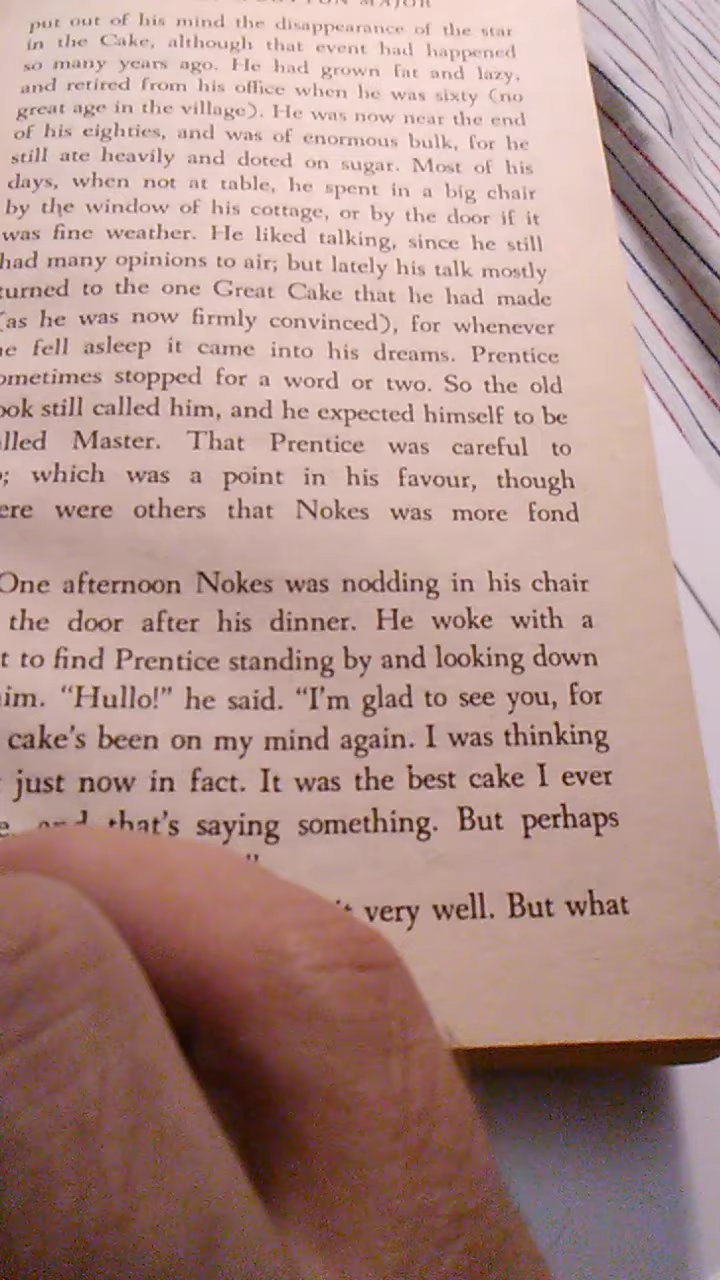 put out of his mind the disappearance of the star
in the Cake, although that event had happened
so many years ago. He had grown fat and lazy,
and retired from his office when he was sixty (no
great age in the village). He was now near the end
of his eighties, and was of enormous bulk, for he
still ate heavily and doted on sugar. Most of his
days, when not at table, he spent in a big chair
by the window of his cottage, or by the door if it
was fine weather. He liked talking, since he still
had many opinions to air; but lately his talk mostly
turned to the one Great Cake that he had made
(as he was now firmly convinced), for whenever
he fell asleep it came into his dreams. Prentice
ometimes stopped for a word or two. So the old
ook still called him, and he expected himself to be
alled Master. That Prentice was careful to
; which was a point in his favour, though
ere were others that Nokes was more fond
One afternoon Nokes was nodding in his chair
the door after his dinner. He woke with a
t to find Prentice standing by and looking down
im. "Hullo!" he said. "I'm glad to see you, for
cake's been on my mind again. I was thinking
just now in fact. It was the best cake I ever
and that's saying something. But perhaps
very well. But what